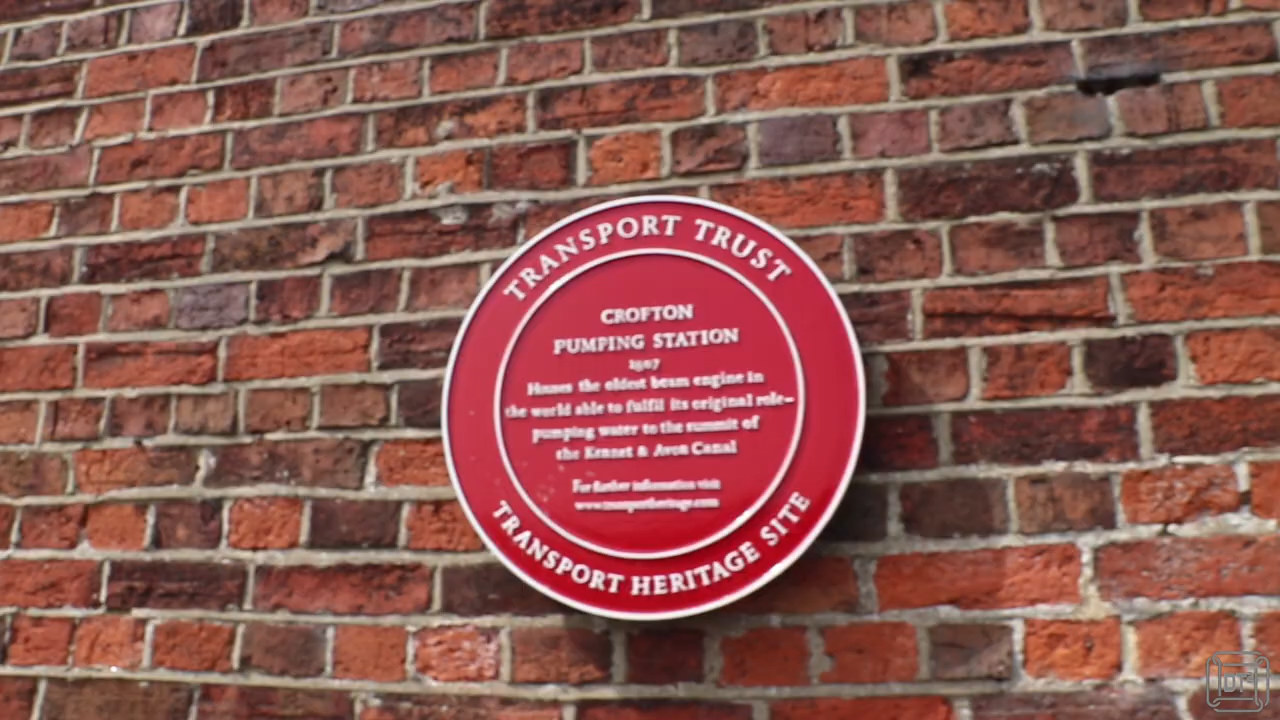 TRANSPORT TRUST
CROFTON
PUMPING STATION
Houses the oldest beam engine in
the world able to fulfil its original role–
pumping water to the summit of
the Kennet & Avon Canal
For further information visit
www.transportheritage.com
TRANSPORT HERITAGE SITE